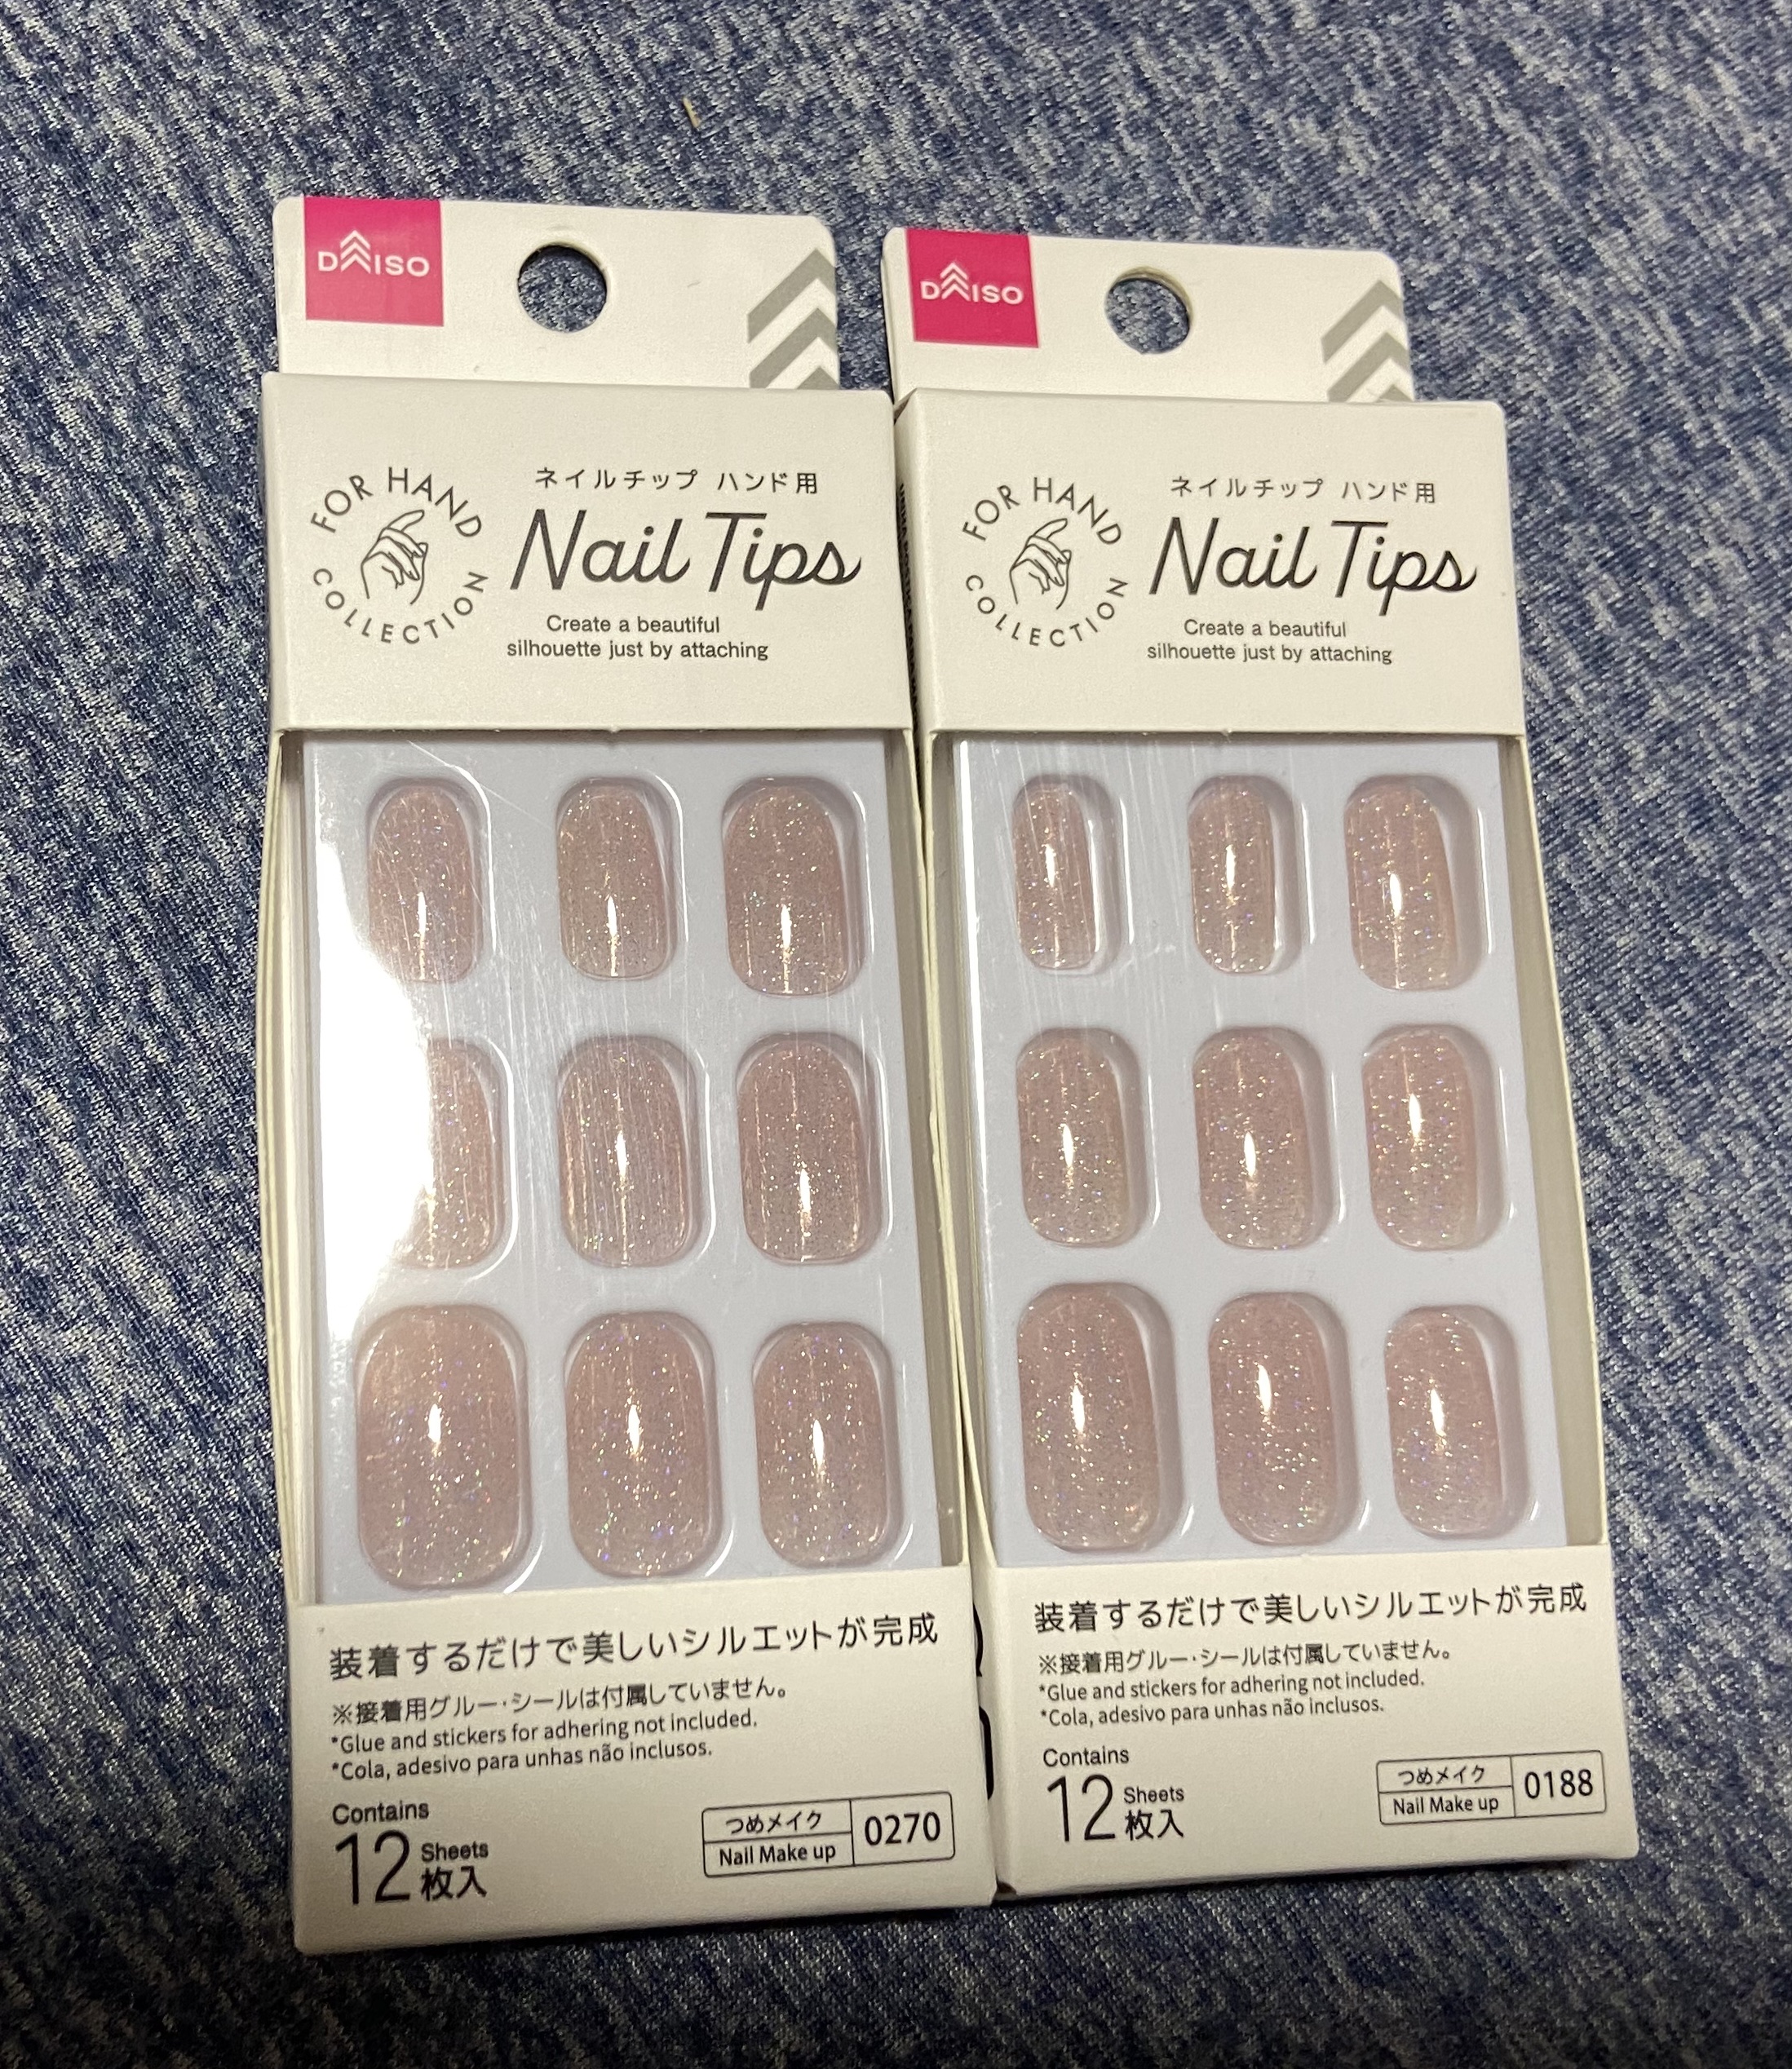 DAISO
FOR HAND COLLECTION
ネイルチップ ハンド用
Nail Tips
Create a beautiful
silhouette just by attaching
装着するだけで美しいシルエットが完成
※接着用グルー・シールは付属していません。
*Glue and stickers for adhering not included.
*Cola, adesivo para unhas não inclusos.
Contains
12 Sheets
枚入
つめメイク
Nail Make up
0270
DAISO
FOR HAND COLLECTION
ネイルチップ ハンド用
Nail Tips
Create a beautiful
silhouette just by attaching
装着するだけで美しいシルエットが完成
※接着用グルー・シールは付属していません。
*Glue and stickers for adhering not included.
*Cola, adesivo para unhas não inclusos.
Contains
12 Sheets
枚入
つめメイク
Nail Make up
0188